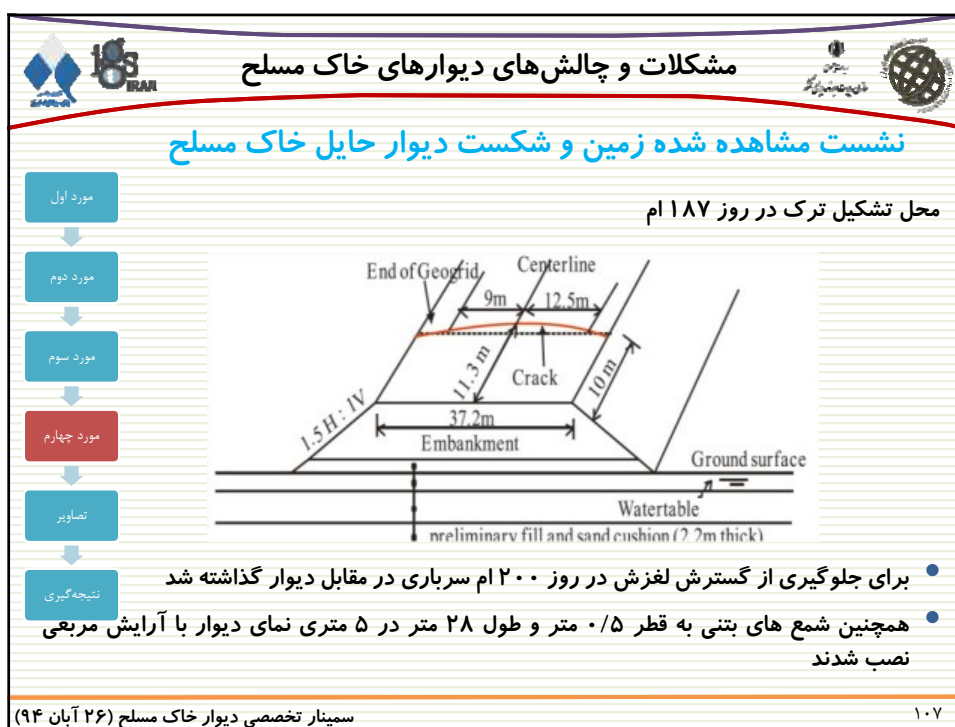 مشکلات و چالش‌های دیوارهای خاک مسلح
IRAN
نشست مشاهده شده زمین و شکست دیوار حایل خاک مسلح
مورد اول
مورد دوم
مورد سوم
مورد چهارم
تصاویر
نتیجه‌گیری
محل تشکیل ترک در روز ۱۸۷ ام
End of Geogrid
Centerline
9m
12.5m
11.3 m
Crack
10 m
1.5H : 1V
37.2m
Embankment
Ground surface
Watertable
preliminary fill and sand cushion (2.2m thick)
برای جلوگیری از گسترش لغزش در روز ۲۰۰ ام سرباری در مقابل دیوار گذاشته شد
همچنین شمع های بتنی به قطر ۰/۵ متر و طول ۲۸ متر در ۵ متری نمای دیوار با آرایش مربعی
نصب شدند
سمینار تخصصی دیوار خاک مسلح (۲۶ آبان ۹۴)
۱۰۷